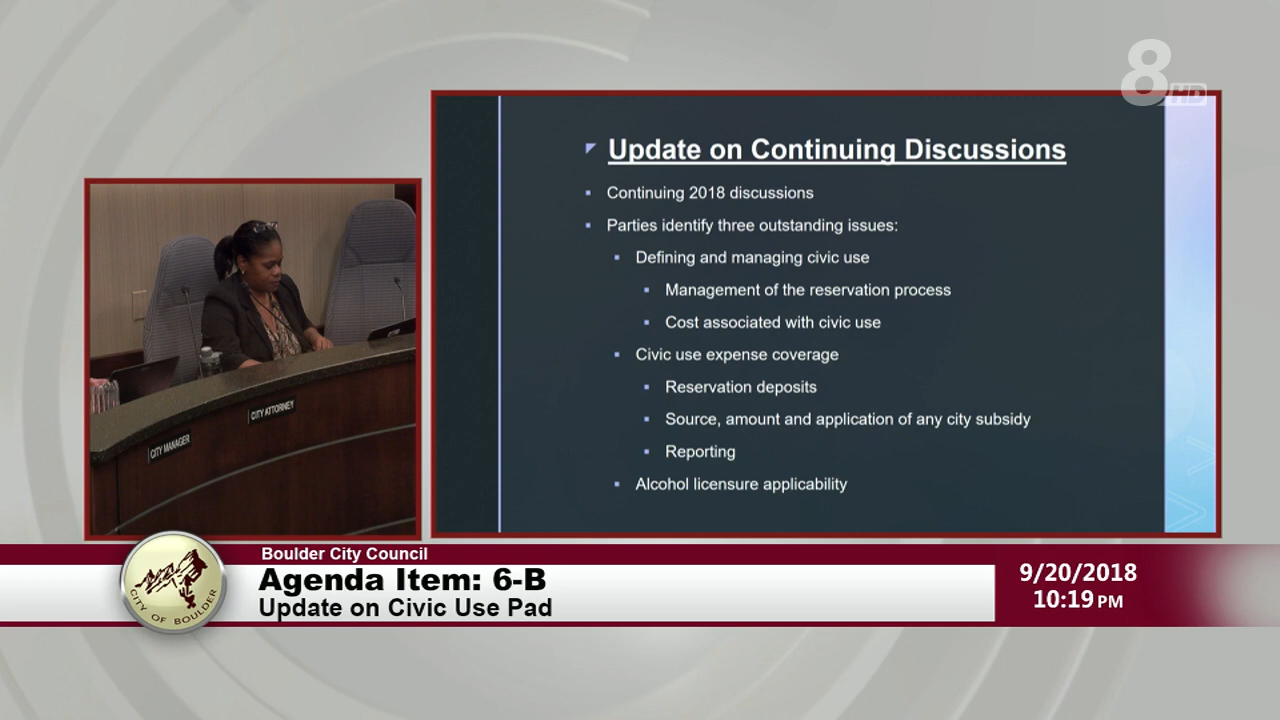 8HD
Update on Continuing Discussions
Continuing 2018 discussions
Parties identify three outstanding issues:
Defining and managing civic use
Management of the reservation process
Cost associated with civic use
Civic use expense coverage
Reservation deposits
Source, amount and application of any city subsidy
Reporting
Alcohol licensure applicability
CITY MANAGER
CITY ATTORNEY
Boulder City Council
Agenda Item: 6-B
Update on Civic Use Pad
CITY OF BOULDER
9/20/2018
10:19 PM